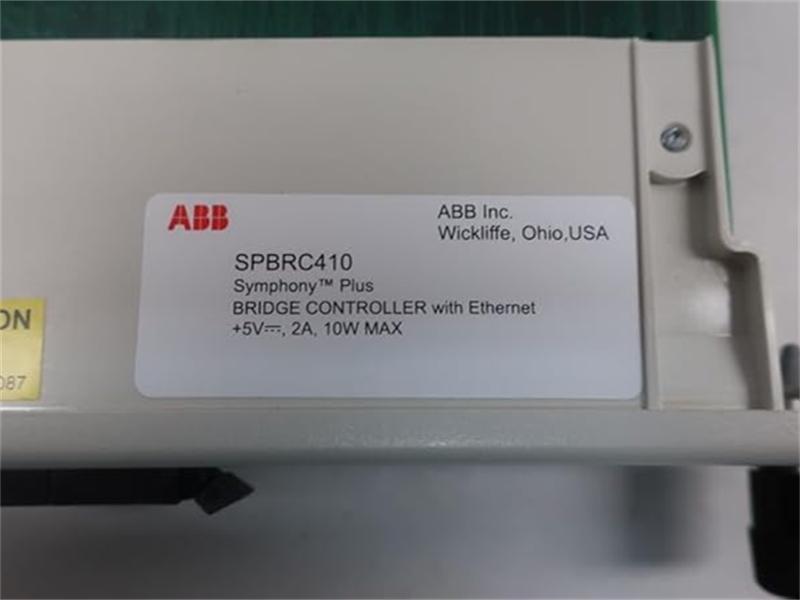 ABB
ABB Inc.
Wickliffe, Ohio,USA
SPBRC410
Symphony™ Plus
BRIDGE CONTROLLER with Ethernet
+5V⎓, 2A, 10W MAX
ON
087